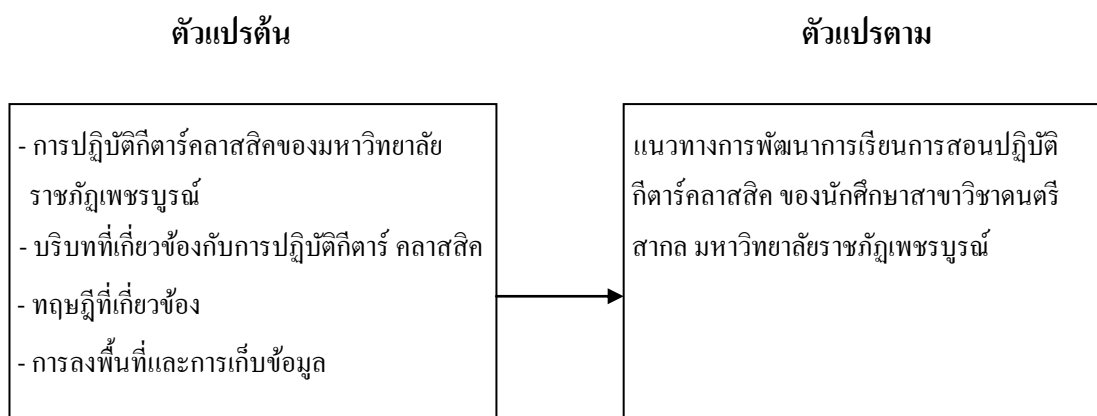 ตัวแปรต้น
ตัวแปรตาม
- การปฏิบัติกีตาร์คลาสสิคของมหาวิทยาลัย
ราชภัฏเพชรบูรณ์
- บริบทที่เกี่ยวข้องกับการปฏิบัติกีตาร์ คลาสสิค
- ทฤษฎีที่เกี่ยวข้อง
- การลงพื้นที่และการเก็บข้อมูล
แนวทางการพัฒนาการเรียนการสอนปฏิบัติ
กีตาร์คลาสสิค ของนักศึกษาสาขาวิชาดนตรี
สากล มหาวิทยาลัยราชภัฏเพชรบูรณ์